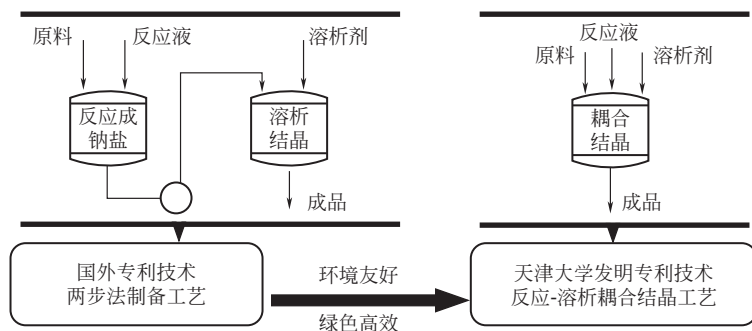 原料
反应液
溶析剂
反应成
钠盐
溶析
结晶
成品
国外专利技术
两步法制备工艺
环境友好
绿色高效
反应液
原料
溶析剂
耦合
结晶
成品
天津大学发明专利技术
反应-溶析耦合结晶工艺